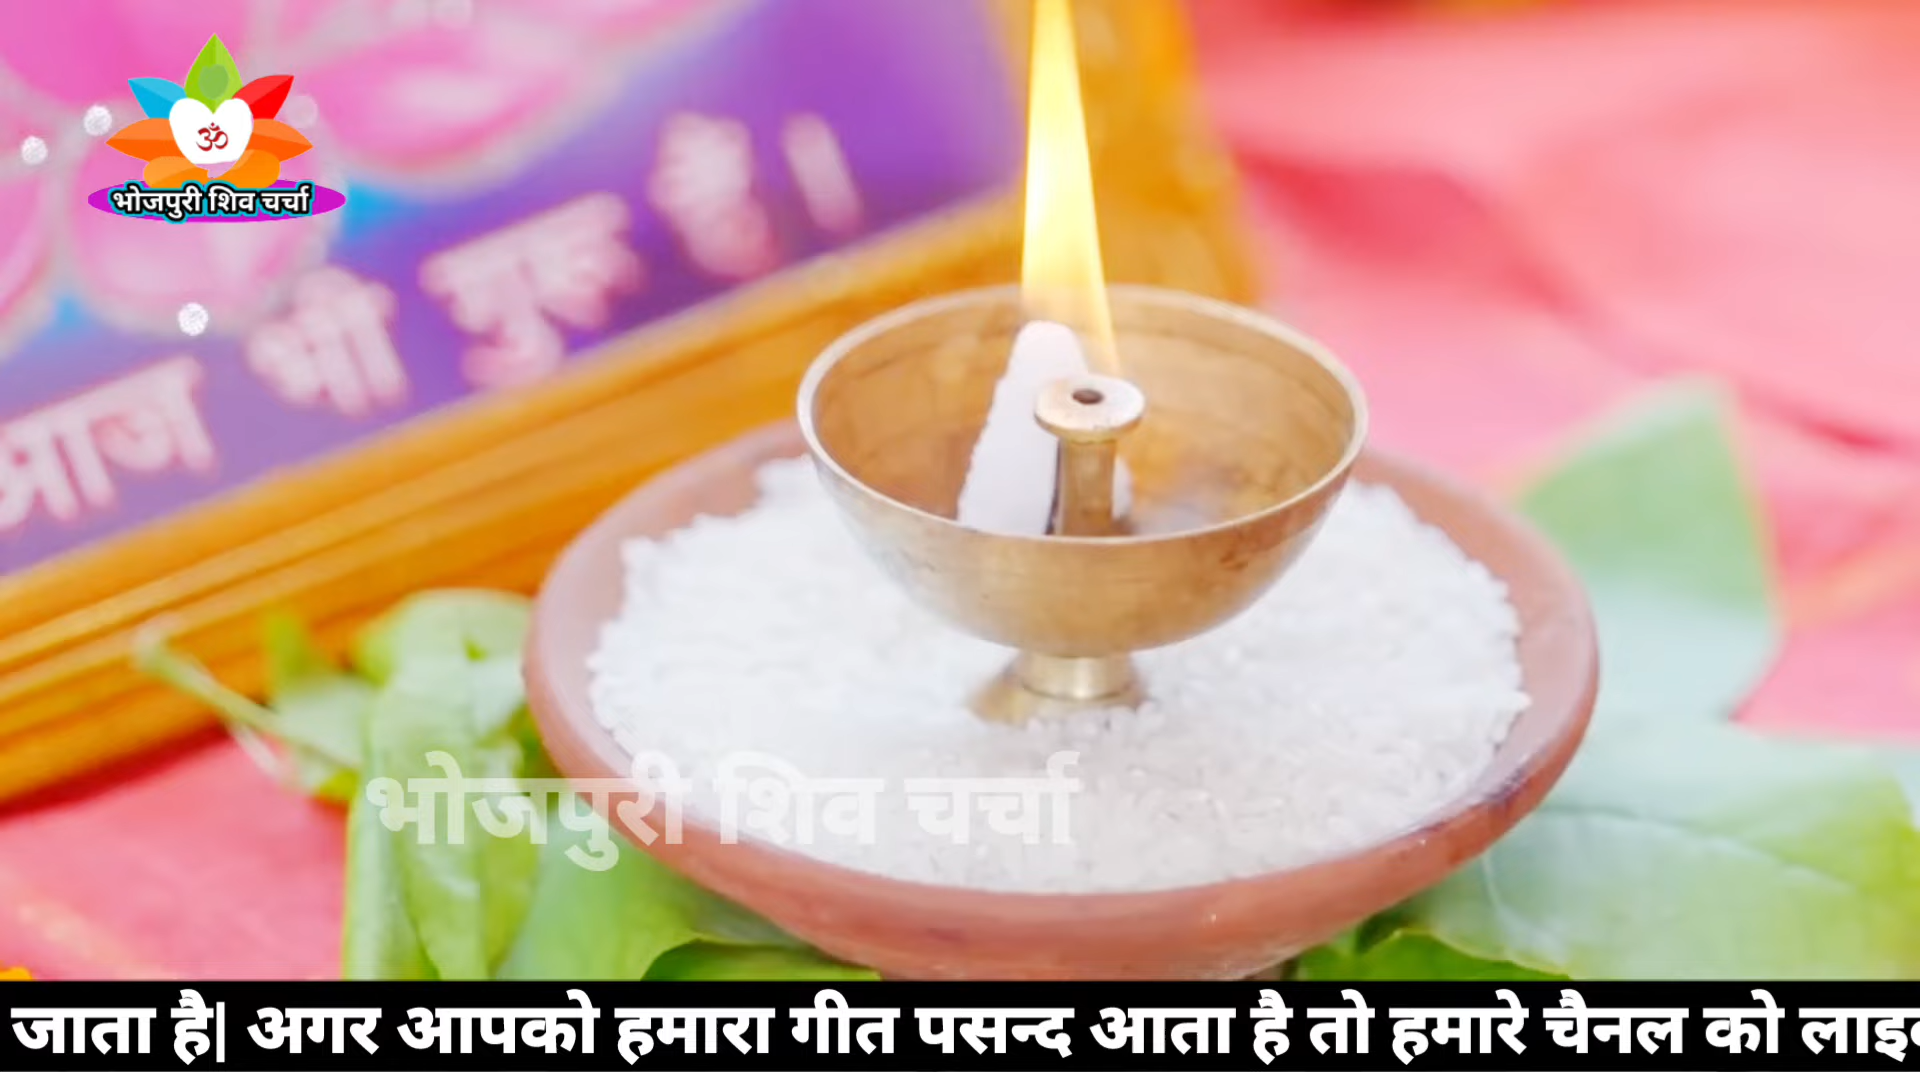 ॐ
भोजपुरी शिव चर्चा
आज भी गुरु हैं।
भोजपुरी शिव चर्चा
जाता है| अगर आपको हमारा गीत पसन्द आता है तो हमारे चैनल को